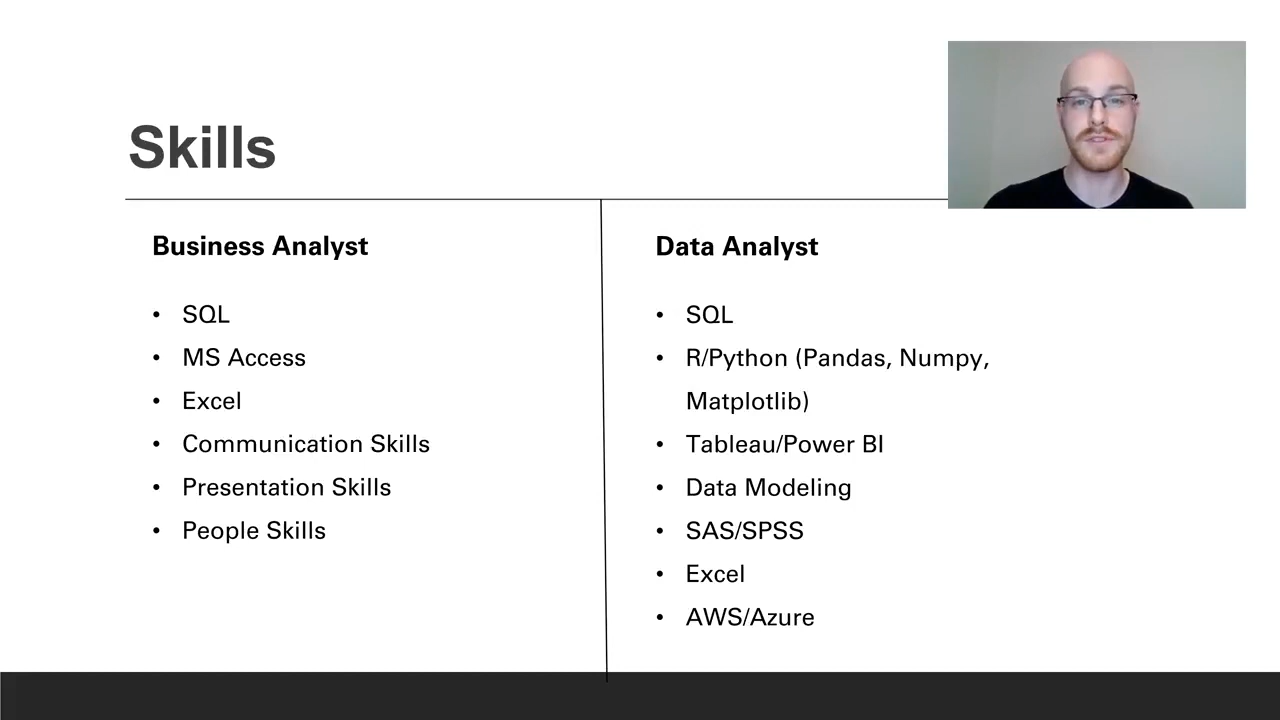 Skills
Business Analyst
• SQL
• MS Access
• Excel
• Communication Skills
• Presentation Skills
• People Skills
Data Analyst
• SQL
• R/Python (Pandas, Numpy,
Matplotlib)
• Tableau/Power BI
• Data Modeling
• SAS/SPSS
• Excel
• AWS/Azure